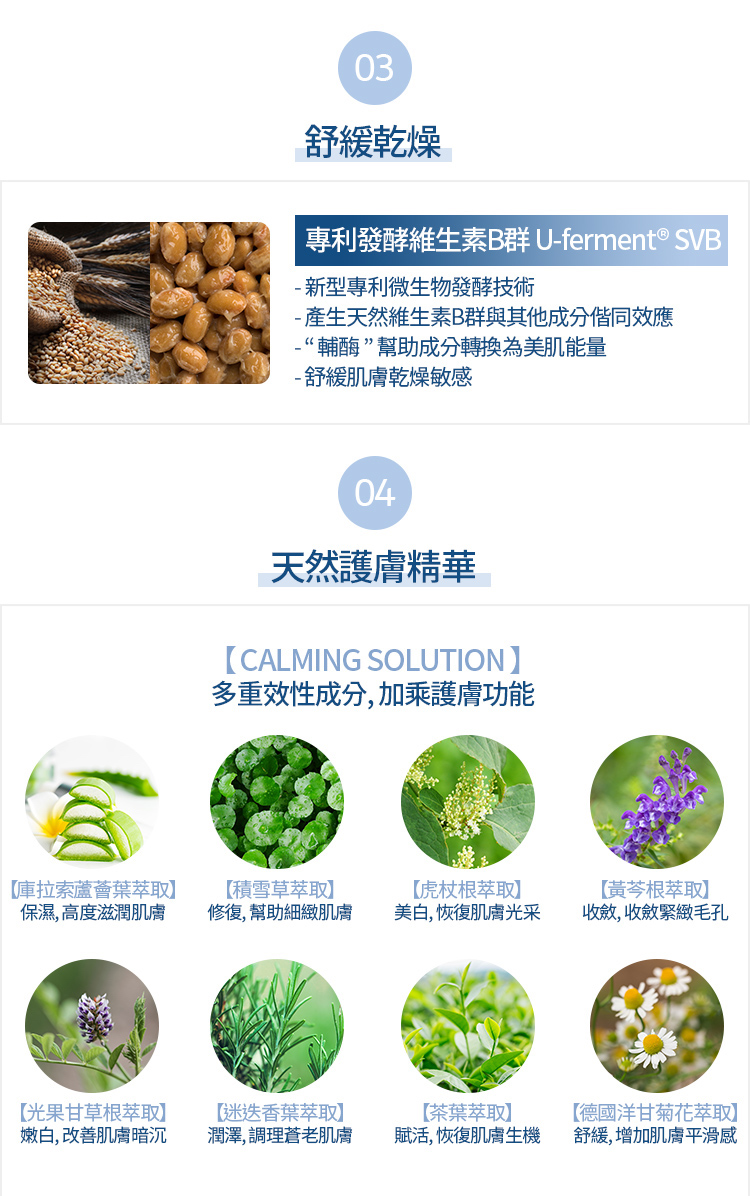 03
舒緩乾燥
專利發酵維生素B群 U-ferment® SVB
- 新型專利微生物發酵技術
- 產生天然維生素B群與其他成分偕同效應
- “ 輔酶 ” 幫助成分轉換為美肌能量
- 舒緩肌膚乾燥敏感
04
天然護膚精華
【 CALMING SOLUTION 】
多重效性成分, 加乘護膚功能
【庫拉索蘆薈葉萃取】
保濕, 高度滋潤肌膚
【積雪草萃取】
修復, 幫助細緻肌膚
【虎杖根萃取】
美白, 恢復肌膚光采
【黃芩根萃取】
收斂, 收斂緊緻毛孔
【光果甘草根萃取】
嫩白, 改善肌膚暗沉
【迷迭香葉萃取】
潤澤, 調理蒼老肌膚
【茶葉萃取】
賦活, 恢復肌膚生機
【德國洋甘菊花萃取】
舒緩, 增加肌膚平滑感